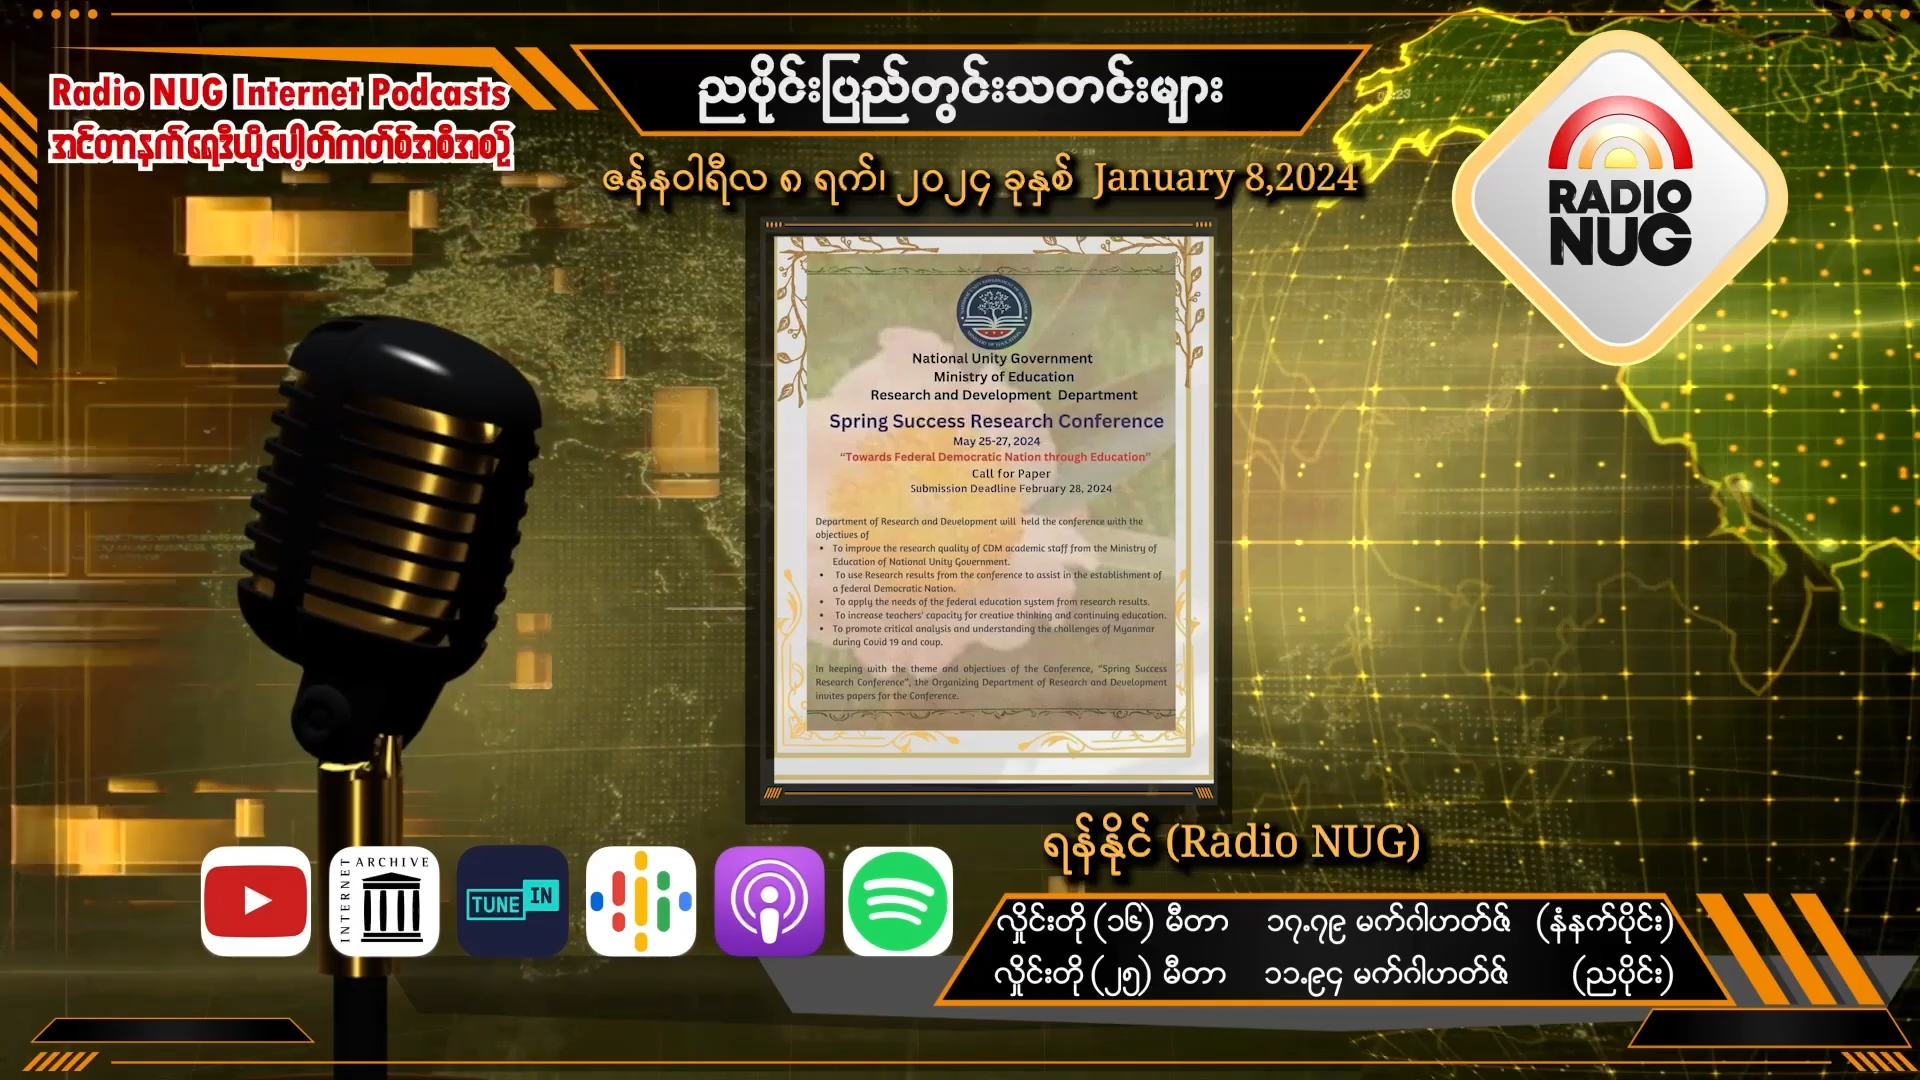 Radio NUG Internet Podcasts
အင်တာနက်ရေဒီယိုပေါ့တ်ကတ်စ်အစီအစဉ်
ညပိုင်းပြည်တွင်းသတင်းများ
ဇန်နဝါရီလ ၈ ရက်၊ ၂၀၂၄ ခုနှစ် January 8,2024
RADIO
NUG
National Unity Government
Ministry of Education
Research and Development Department
Spring Success Research Conference
May 25-27, 2024
“Towards Federal Democratic Nation through Education”
Call for Paper
Submission Deadline February 28, 2024
Department of Research and Development will held the conference with the
objectives of
• To improve the research quality of CDM academic staff from the Ministry of
Education of National Unity Government.
• To use Research results from the conference to assist in the establishment of
a federal Democratic Nation.
• To apply the needs of the federal education system from research results.
• To increase teachers' capacity for creative thinking and continuing education.
• To promote critical analysis and understanding the challenges of Myanmar
during Covid 19 and coup.
In keeping with the theme and objectives of the Conference, “Spring Success
Research Conference”, the Organizing Department of Research and Development
invites papers for the Conference.
ရန်နိုင် (Radio NUG)
INTERNET ARCHIVE
TUNE IN
လှိုင်းတို (၁၆) မီတာ ၁၇.၇၉ မက်ဂါဟတ်ဇ် (နံနက်ပိုင်း)
လှိုင်းတို (၂၅) မီတာ ၁၁.၉၄ မက်ဂါဟတ်ဇ် (ညပိုင်း)